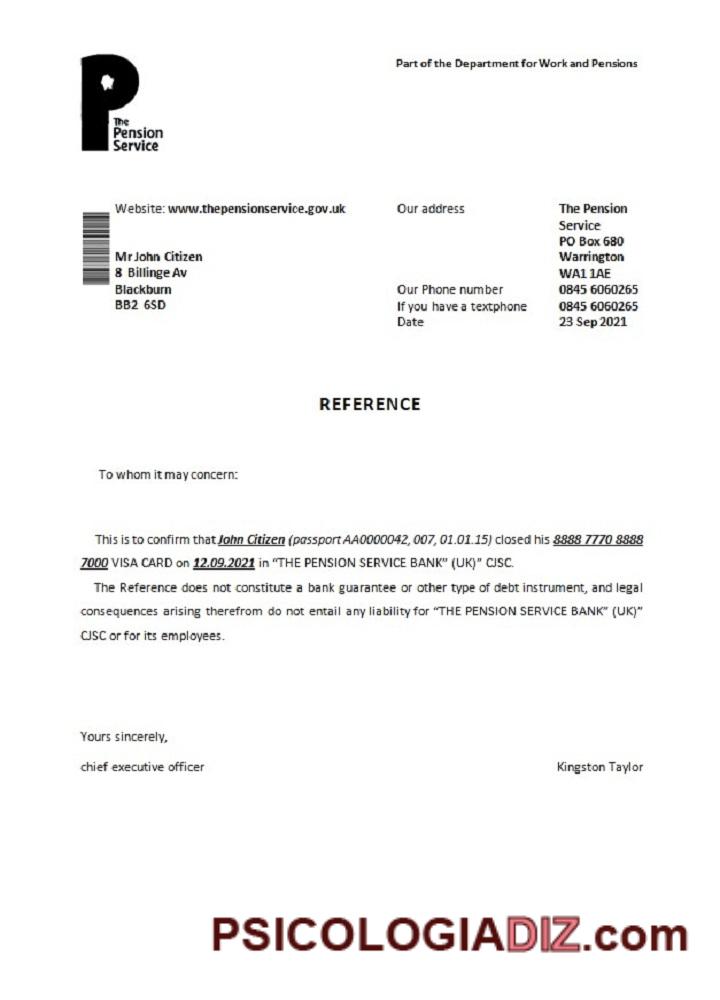 Part of the Department for Work and Pensions
The
Pension
Service
Website: www.thepensionservice.gov.uk
Mr John Citizen
8 Billinge Av
Blackburn
BB2 6SD
Our address
The Pension
Service
PO Box 680
Warrington
WA1 1AE
Our Phone number 0845 6060265
If you have a textphone 0845 6060265
Date 23 Sep 2021
REFERENCE
To whom it may concern:
This is to confirm that John Citizen (passport AA0000042, 007, 01.01.15) closed his 8888 7770 8888
7000 VISA CARD on 12.09.2021 in “THE PENSION SERVICE BANK” (UK)” CJSC.
The Reference does not constitute a bank guarantee or other type of debt instrument, and legal
consequences arising therefrom do not entail any liability for “THE PENSION SERVICE BANK” (UK)”
CJSC or for its employees.
Yours sincerely,
chief executive officer Kingston Taylor
PSICOLOGIADIZ.com